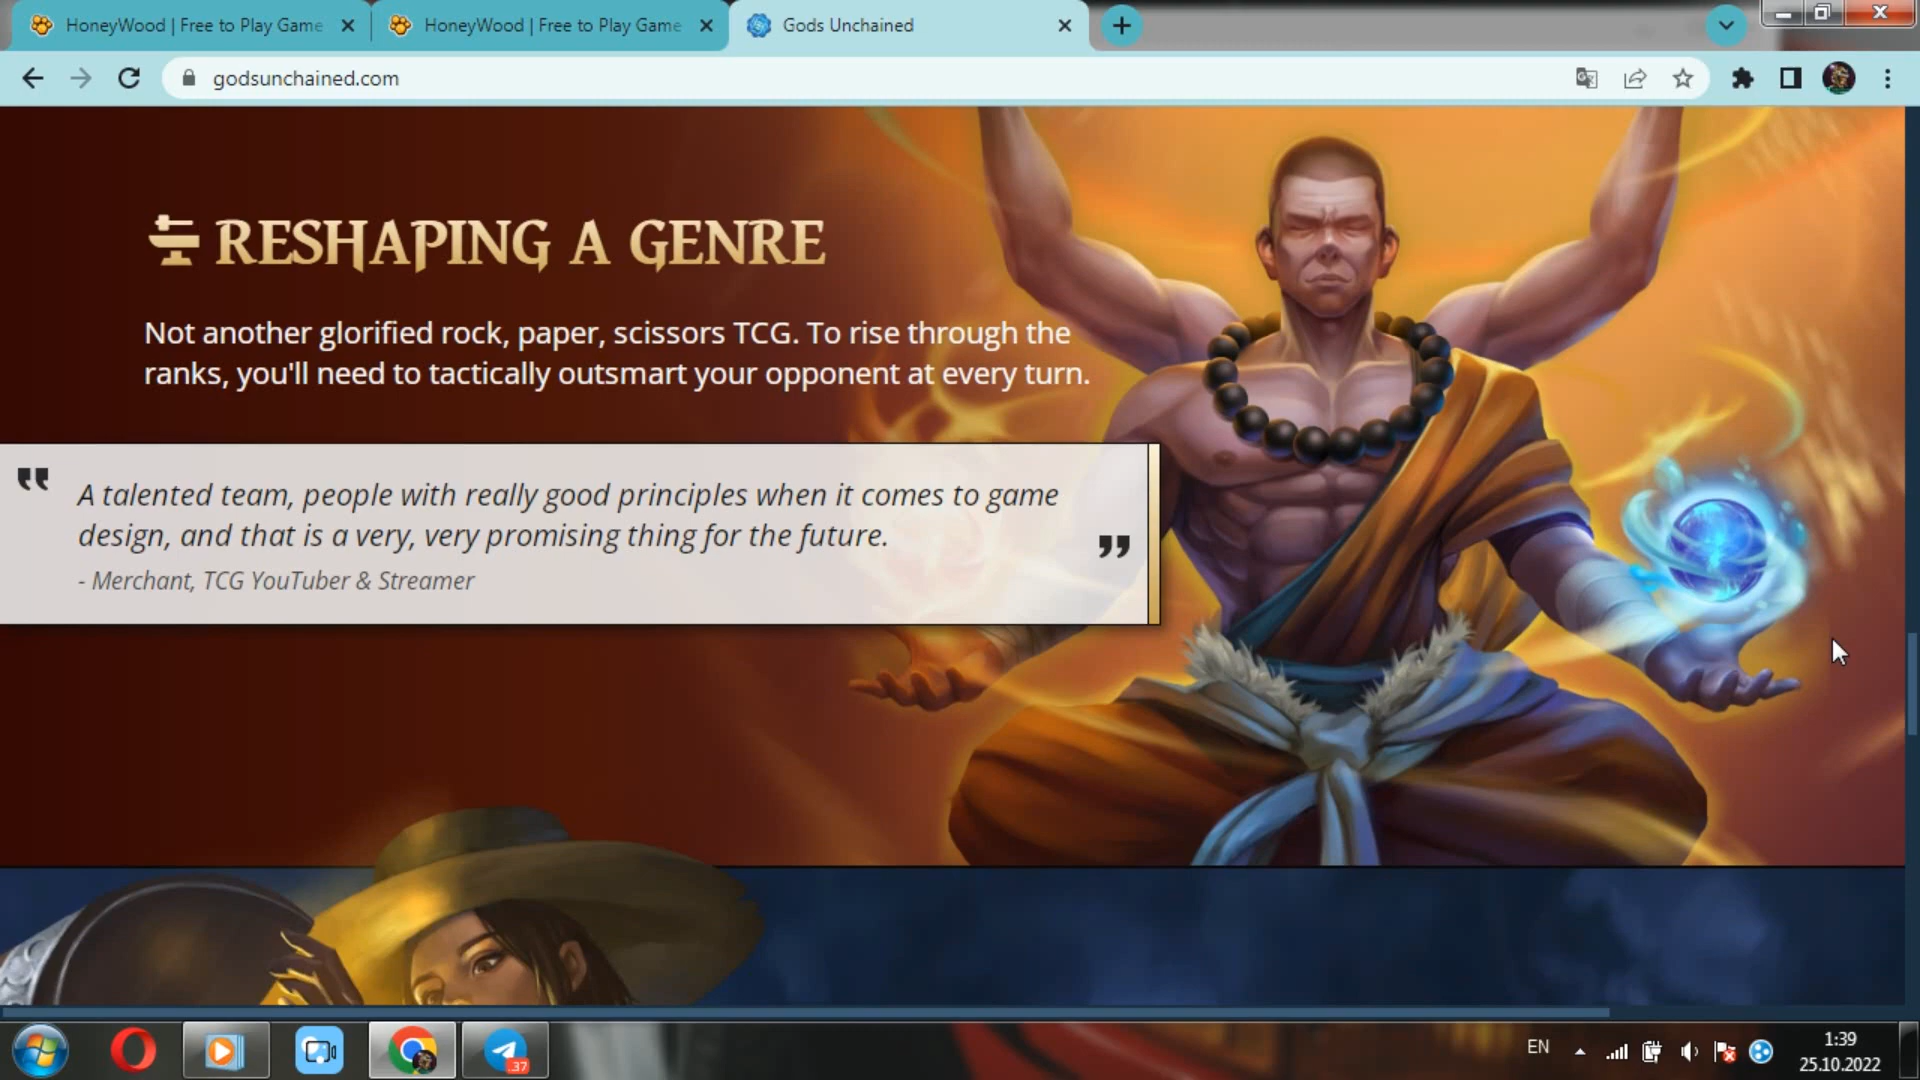 HoneyWood | Free to Play Game
HoneyWood | Free to Play Game
Gods Unchained
godsunchained.com
RESHAPING A GENRE
Not another glorified rock, paper, scissors TCG. To rise through the
ranks, you'll need to tactically outsmart your opponent at every turn.
A talented team, people with really good principles when it comes to game
design, and that is a very, very promising thing for the future.
- Merchant, TCG YouTuber & Streamer
37
EN
1:39
25.10.2022